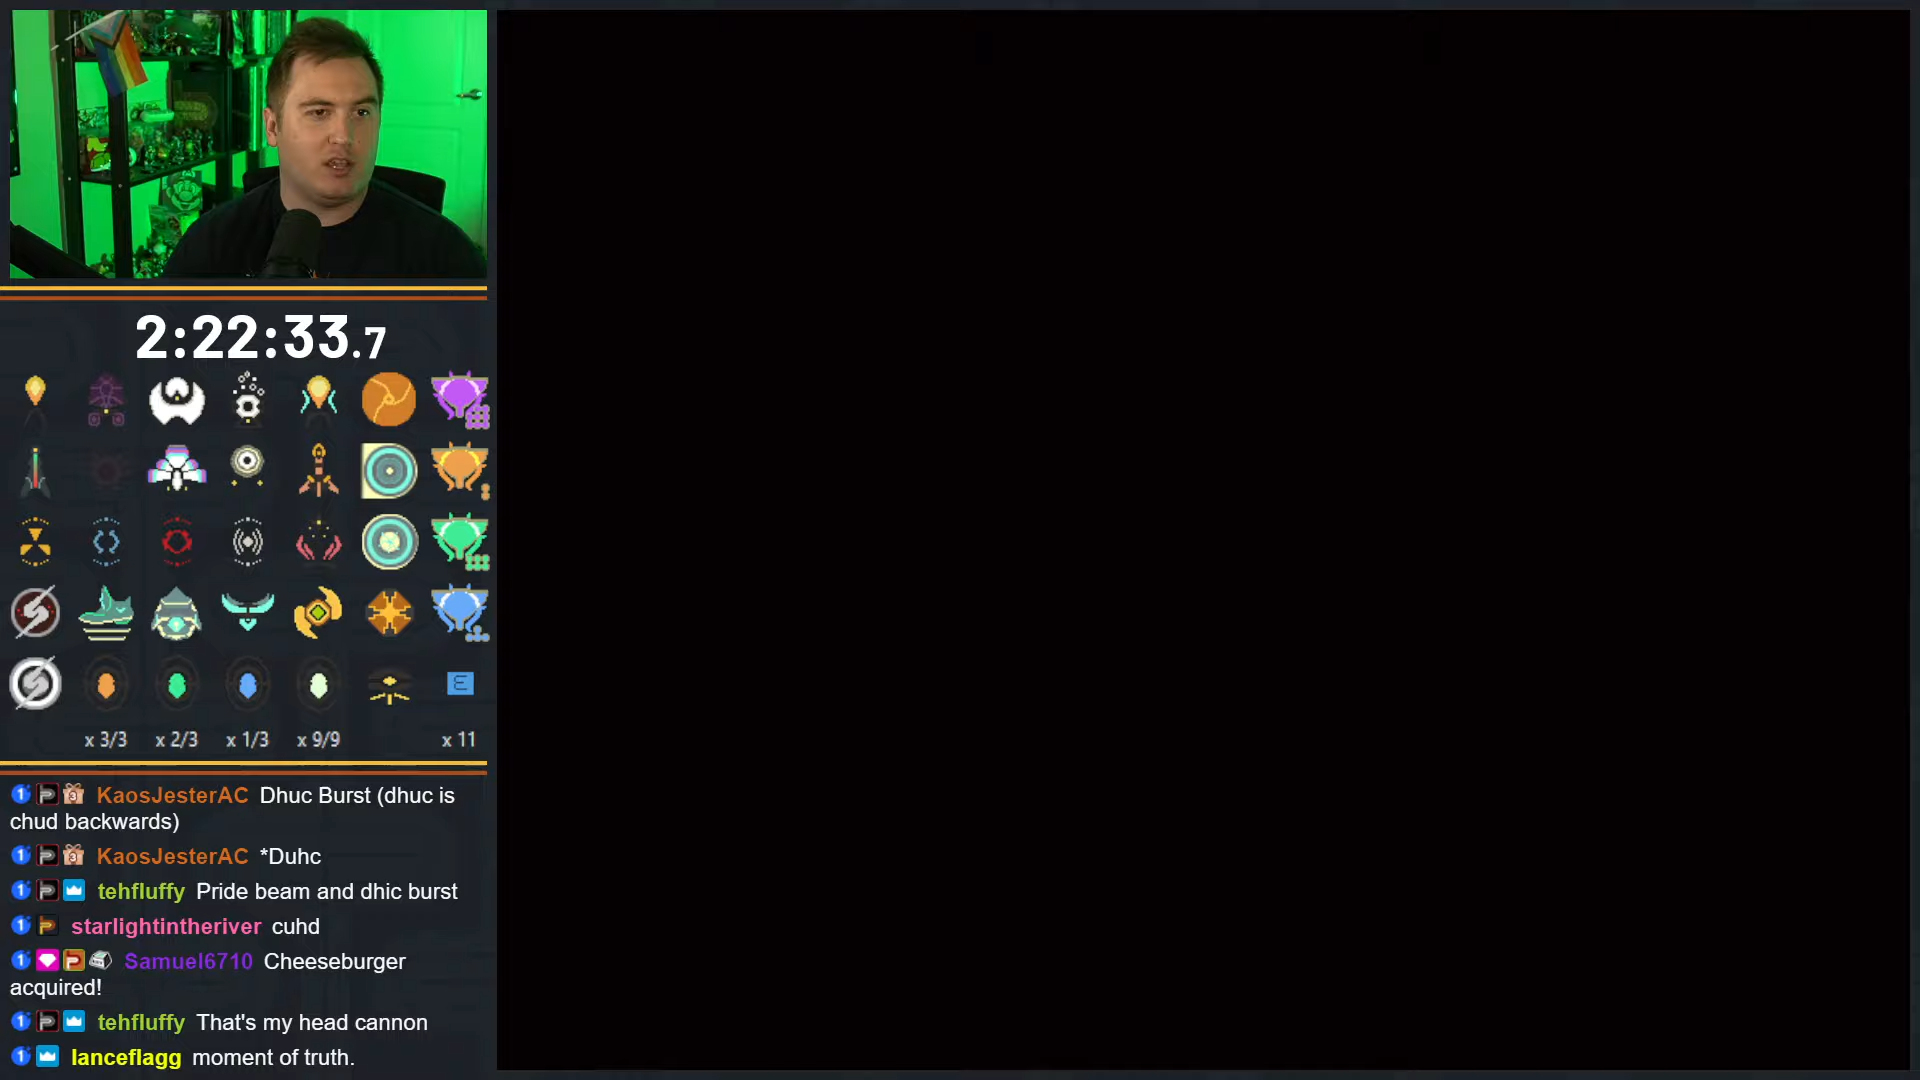 2:22:33.7
x 3/3 x 2/3 x 1/3 x 9/9 x 11
KaosJesterAC Dhuc Burst (dhuc is
chud backwards)
KaosJesterAC *Duhc
tehfluffy Pride beam and dhic burst
starlightintheriver cuhd
Samuel6710 Cheeseburger
acquired!
tehfluffy That's my head cannon
lanceflagg moment of truth.